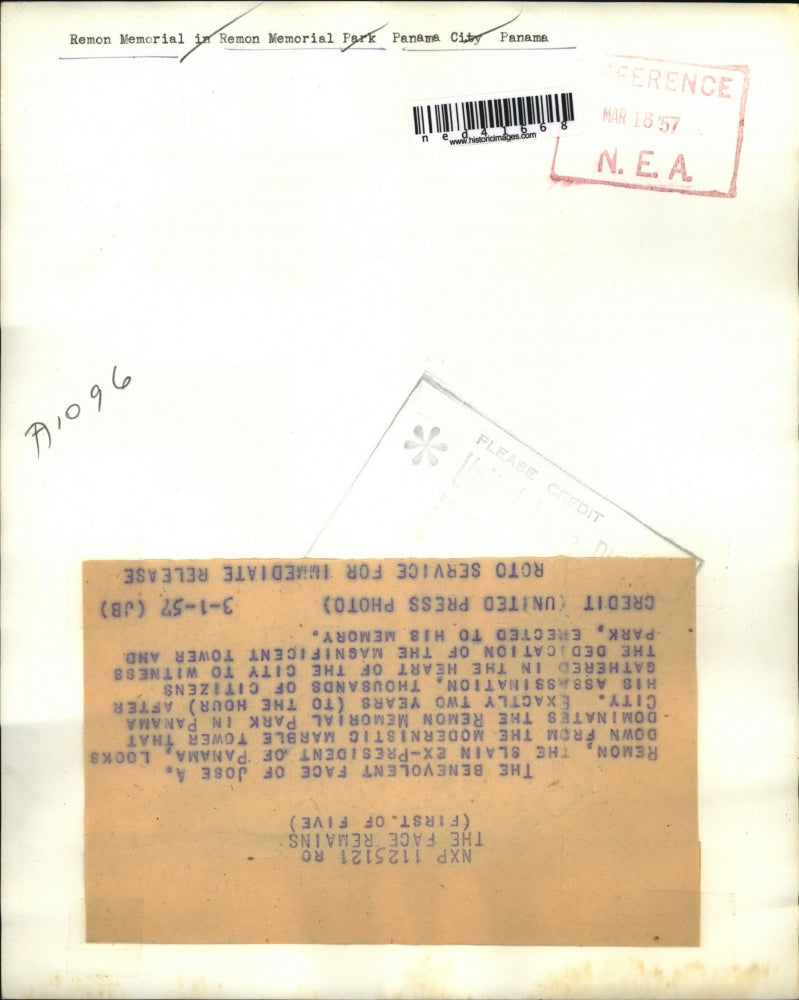 Remon Memorial in Remon Memorial Park Panama City Panama
ned41668
www.historicimages.com
FERENCE
MAR 18 '57
N. E. A.
A1096
PLEASE CREDIT
NXP 1125121 RO
THE FACE REMAINS
(FIRST OF FIVE)
THE BENEVOLENT FACE OF JOSE A.
REMON, THE SLAIN EX-PRESIDENT OF PANAMA, LOOKS
DOWN FROM THE MODERNISTIC MARBLE TOWER THAT
DOMINATES THE REMON MEMORIAL PARK IN PANAMA
CITY. EXACTLY TWO YEARS (TO THE HOUR) AFTER
HIS ASSASSINATION, THOUSANDS OF CITIZENS
GATHERED IN THE HEART OF THE CITY TO WITNESS
THE DEDICATION OF THE MAGNIFICENT TOWER AND
PARK, ERECTED TO HIS MEMORY.
CREDIT (UNITED PRESS PHOTO) 3-1-57 (JB)
ROTO SERVICE FOR IMMEDIATE RELEASE